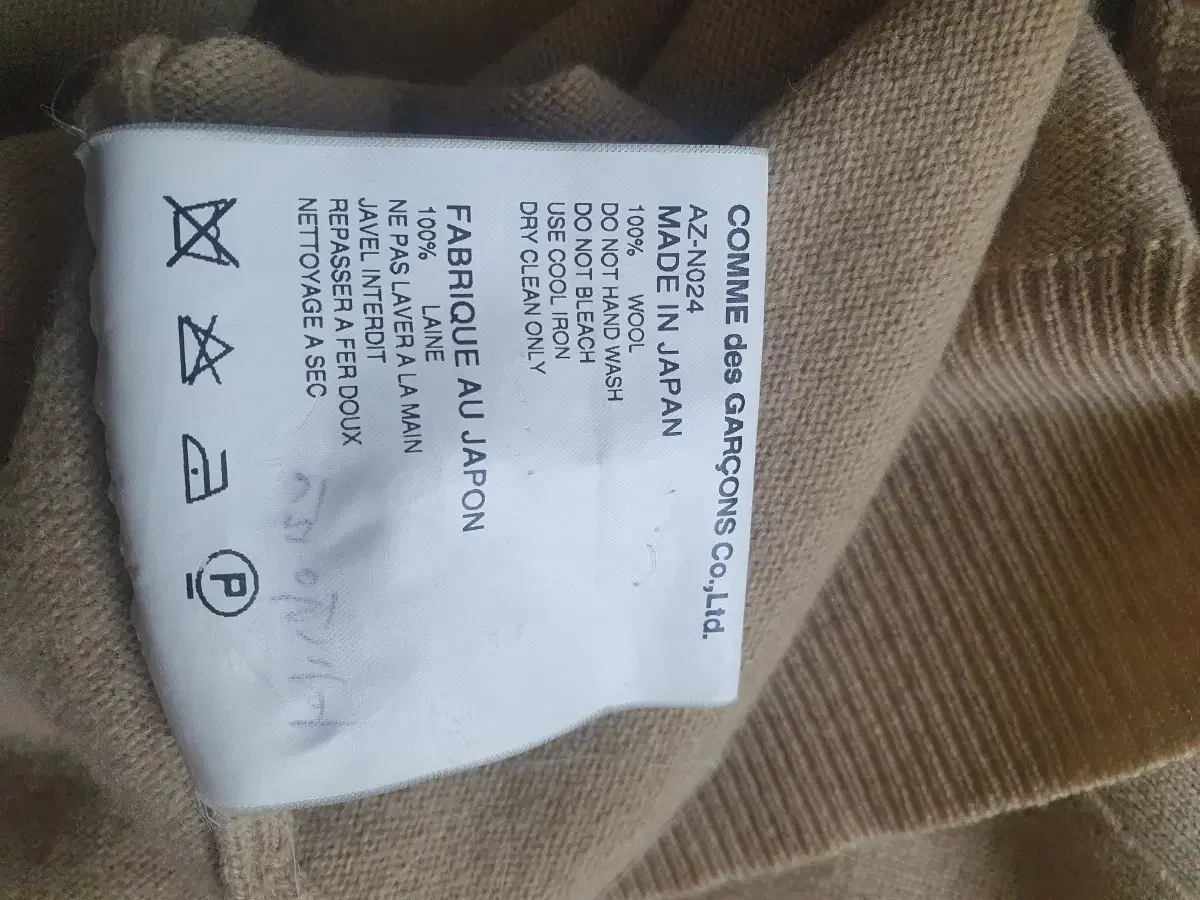 COMME des GARÇONS Co.,Ltd.
AZ-N024
MADE IN JAPAN
100% WOOL
DO NOT HAND WASH
DO NOT BLEACH
USE COOL IRON
DRY CLEAN ONLY
FABRIQUE AU JAPON
100% LAINE
NE PAS LAVER A LA MAIN
JAVEL INTERDIT
REPASSER A FER DOUX
NETTOYAGE A SEC
P